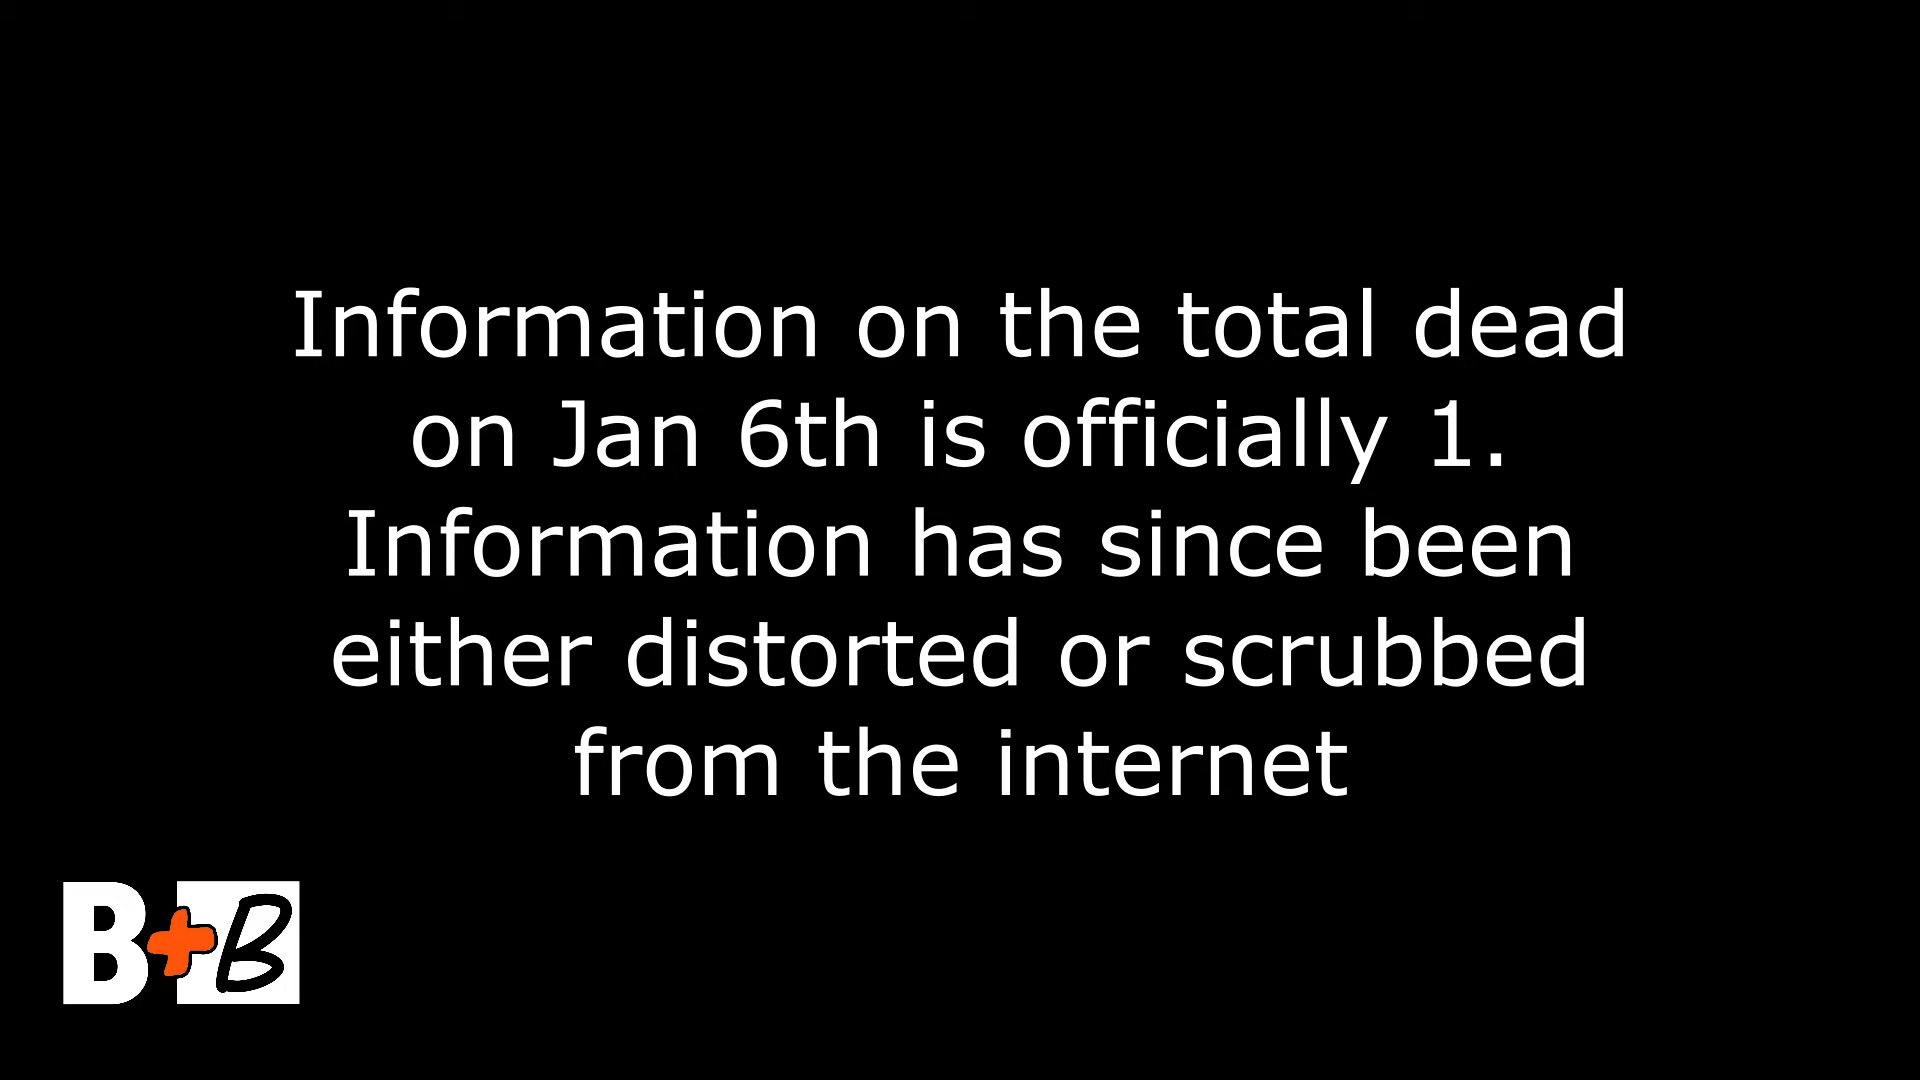 Information on the total dead
on Jan 6th is officially 1.
Information has since been
either distorted or scrubbed
from the internet
B+B